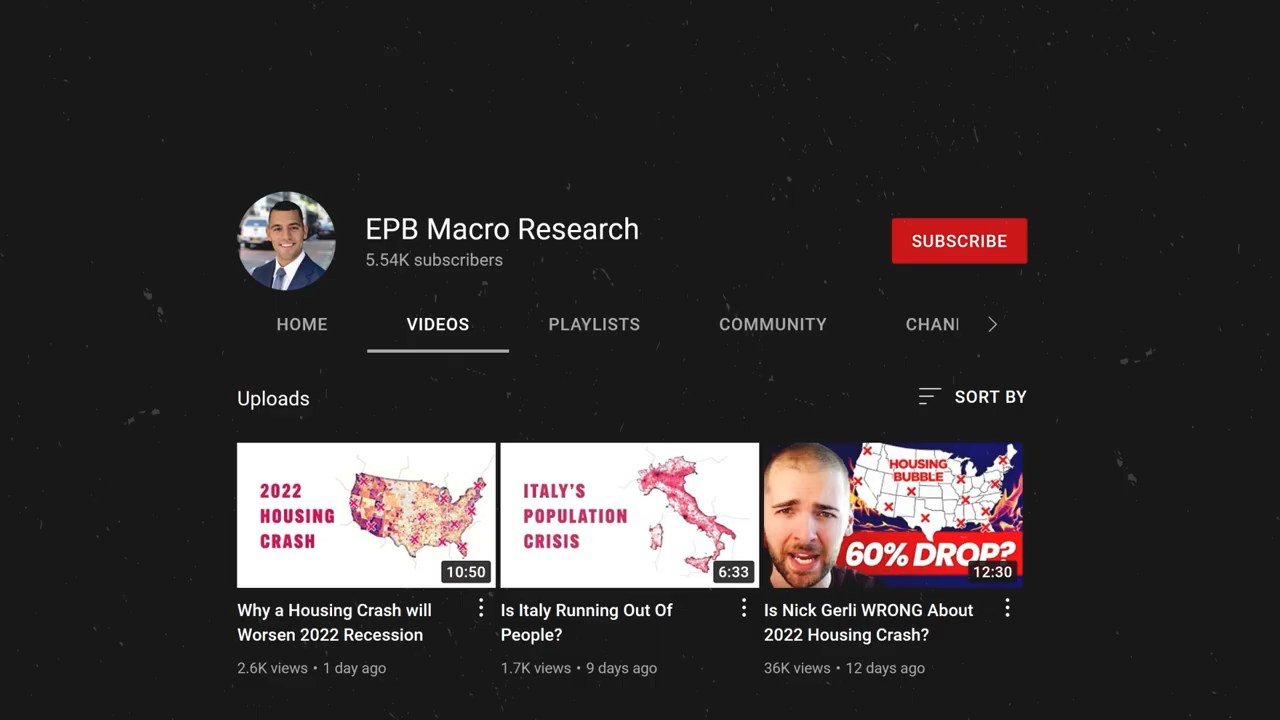 EPB Macro Research
5.54K subscribers
SUBSCRIBE
HOME VIDEOS PLAYLISTS COMMUNITY CHAN
Uploads
SORT BY
2022
HOUSING
CRASH
10:50
ITALY'S
POPULATION
CRISIS
6:33
HOUSING
BUBBLE
60% DROP?
12:30
Why a Housing Crash will
Worsen 2022 Recession
2.6K views • 1 day ago
Is Italy Running Out Of
People?
1.7K views • 9 days ago
Is Nick Gerli WRONG About
2022 Housing Crash?
36K views • 12 days ago